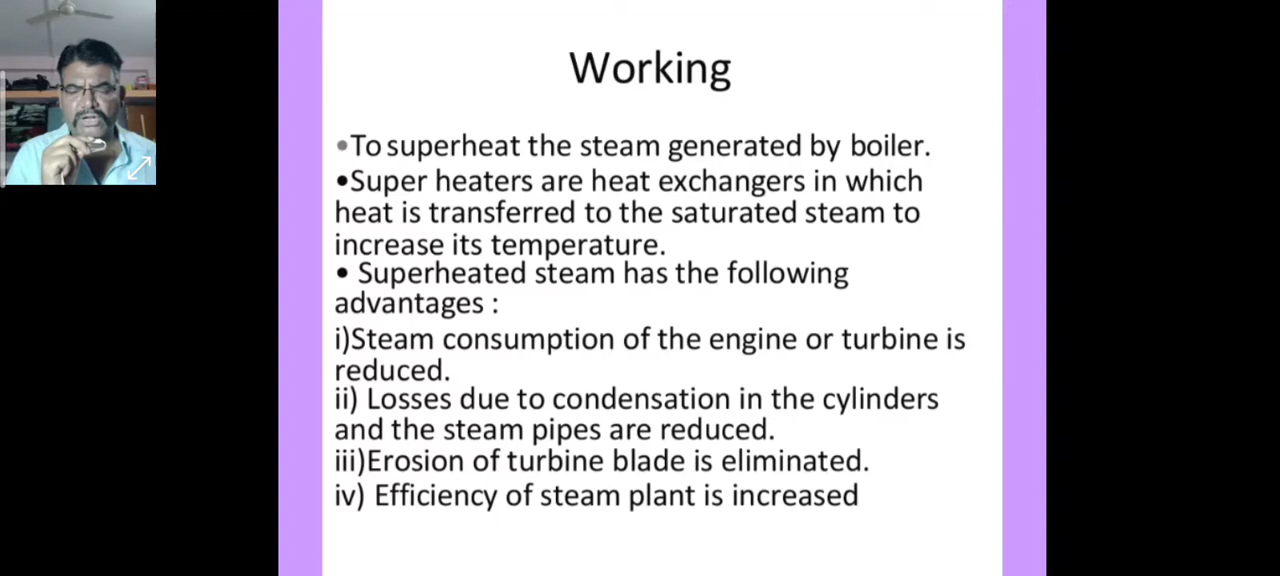 Working
•To superheat the steam generated by boiler.
•Super heaters are heat exchangers in which
heat is transferred to the saturated steam to
increase its temperature.
• Superheated steam has the following
advantages :
i)Steam consumption of the engine or turbine is
reduced.
ii) Losses due to condensation in the cylinders
and the steam pipes are reduced.
iii)Erosion of turbine blade is eliminated.
iv) Efficiency of steam plant is increased